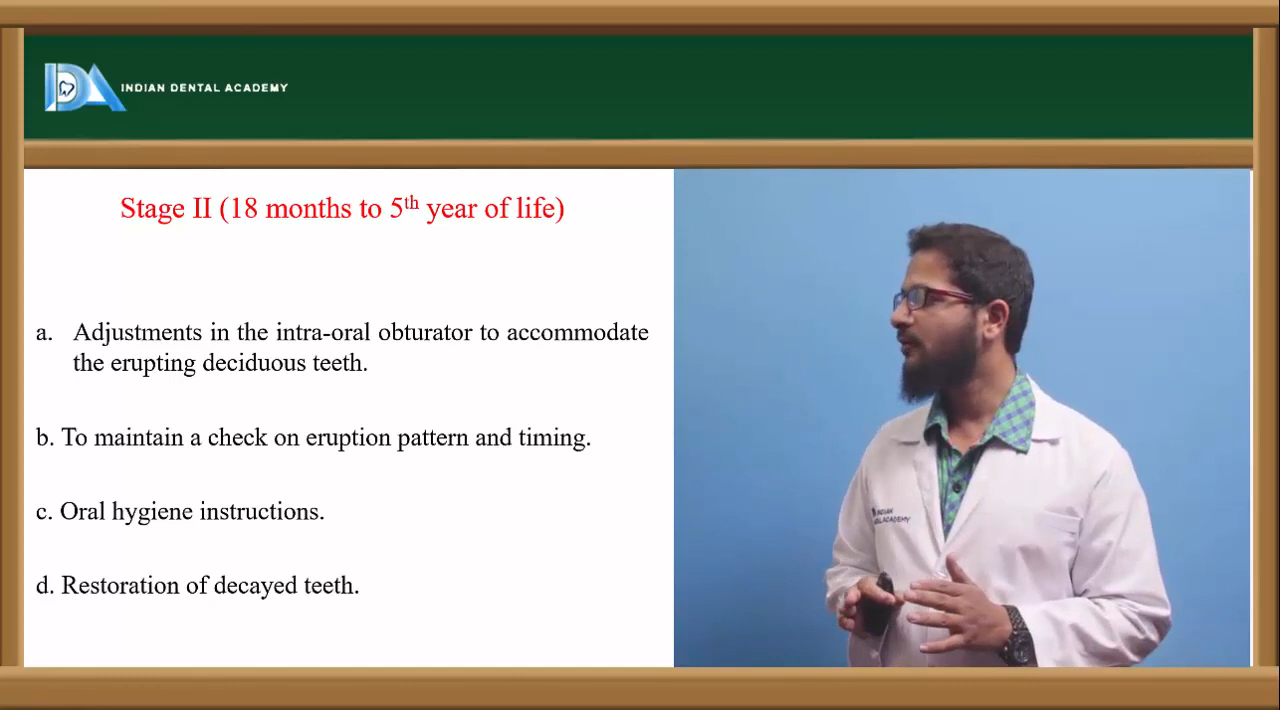 INDIAN DENTAL ACADEMY
Stage II (18 months to 5th year of life)
a. Adjustments in the intra-oral obturator to accommodate
the erupting deciduous teeth.
b. To maintain a check on eruption pattern and timing.
c. Oral hygiene instructions.
d. Restoration of decayed teeth.
INDIAN
ACADEMY